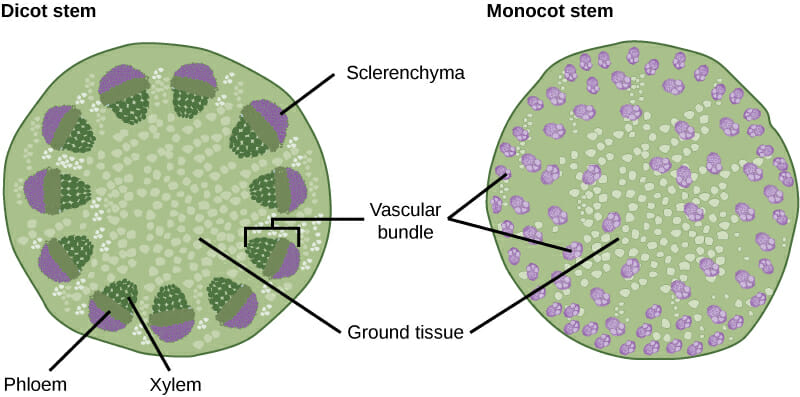 Dicot stem
Monocot stem
Sclerenchyma
Vascular
bundle
Ground tissue
Phloem
Xylem